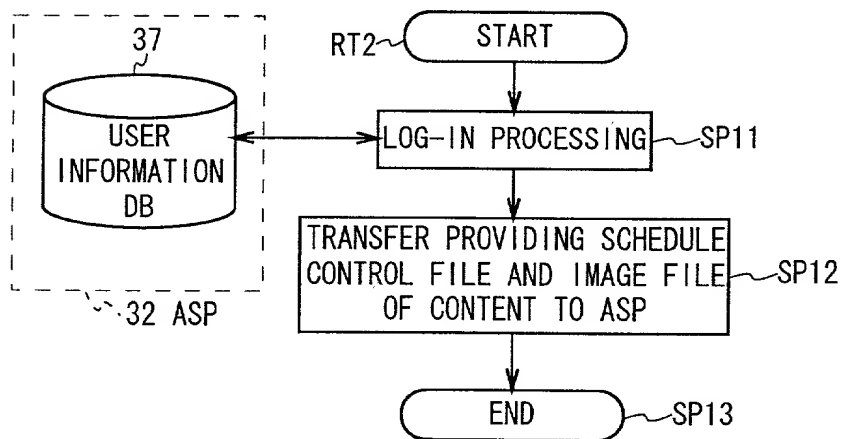 37
USER
INFORMATION
DB
32 ASP
RT2
START
LOG-IN PROCESSING
SP11
TRANSFER PROVIDING SCHEDULE
CONTROL FILE AND IMAGE FILE
OF CONTENT TO ASP
SP12
END
SP13